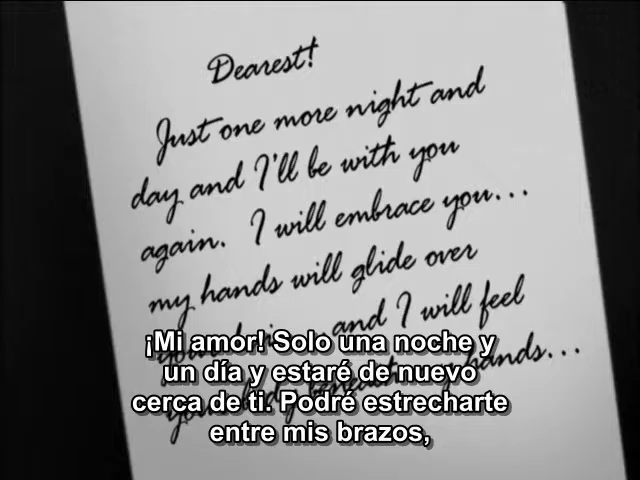 Dearest!
Just one more night and
day and I'll be with you
again. I will embrace you...
my hands will glide over
and I will feel
hands...
¡Mi amor! Solo una noche y
un día y estaré de nuevo
cerca de ti. Podré estrecharte
entre mis brazos,